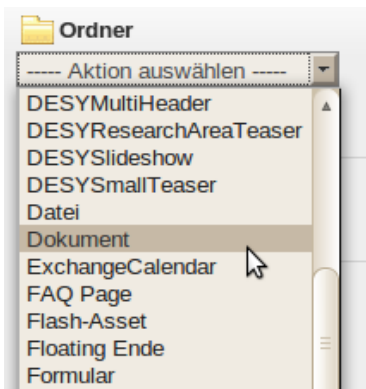 Ordner
----- Aktion auswählen -----
DESYMultiHeader
DESYResearchAreaTeaser
DESYSlideshow
DESYSmallTeaser
Datei
Dokument
ExchangeCalendar
FAQ Page
Flash-Asset
Floating Ende
Formular